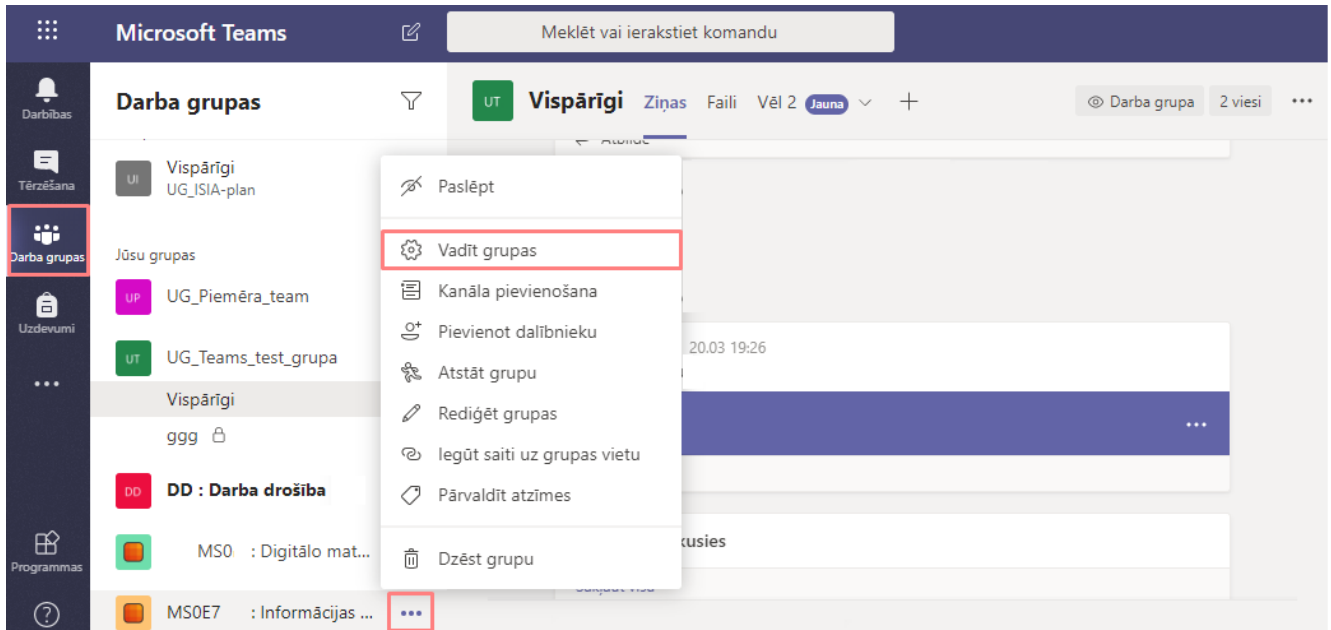 Microsoft Teams
Meklēt vai ierakstiet komandu
Darbības
Tērzēšana
Darba grupas
Uzdevumi
Programmas
Darba grupas
Vispārīgi
UI
UG_ISIA-plan
Jūsu grupas
UP UG_Piemēra_team
UT UG_Teams_test_grupa
Vispārīgi
ggg
DD DD : Darba drošība
MS0 : Digitālo mat...
MS0E7 : Informācijas ...
Paslēpt
Vadīt grupas
Kanāla pievienošana
Pievienot dalībnieku
Atstāt grupu
Rediģēt grupas
Iegūt saiti uz grupas vietu
Pārvaldīt atzīmes
Dzēst grupu
UT Vispārīgi Ziņas Faili Vēl 2 Jauna
Darba grupa 2 viesi
20.03 19:26